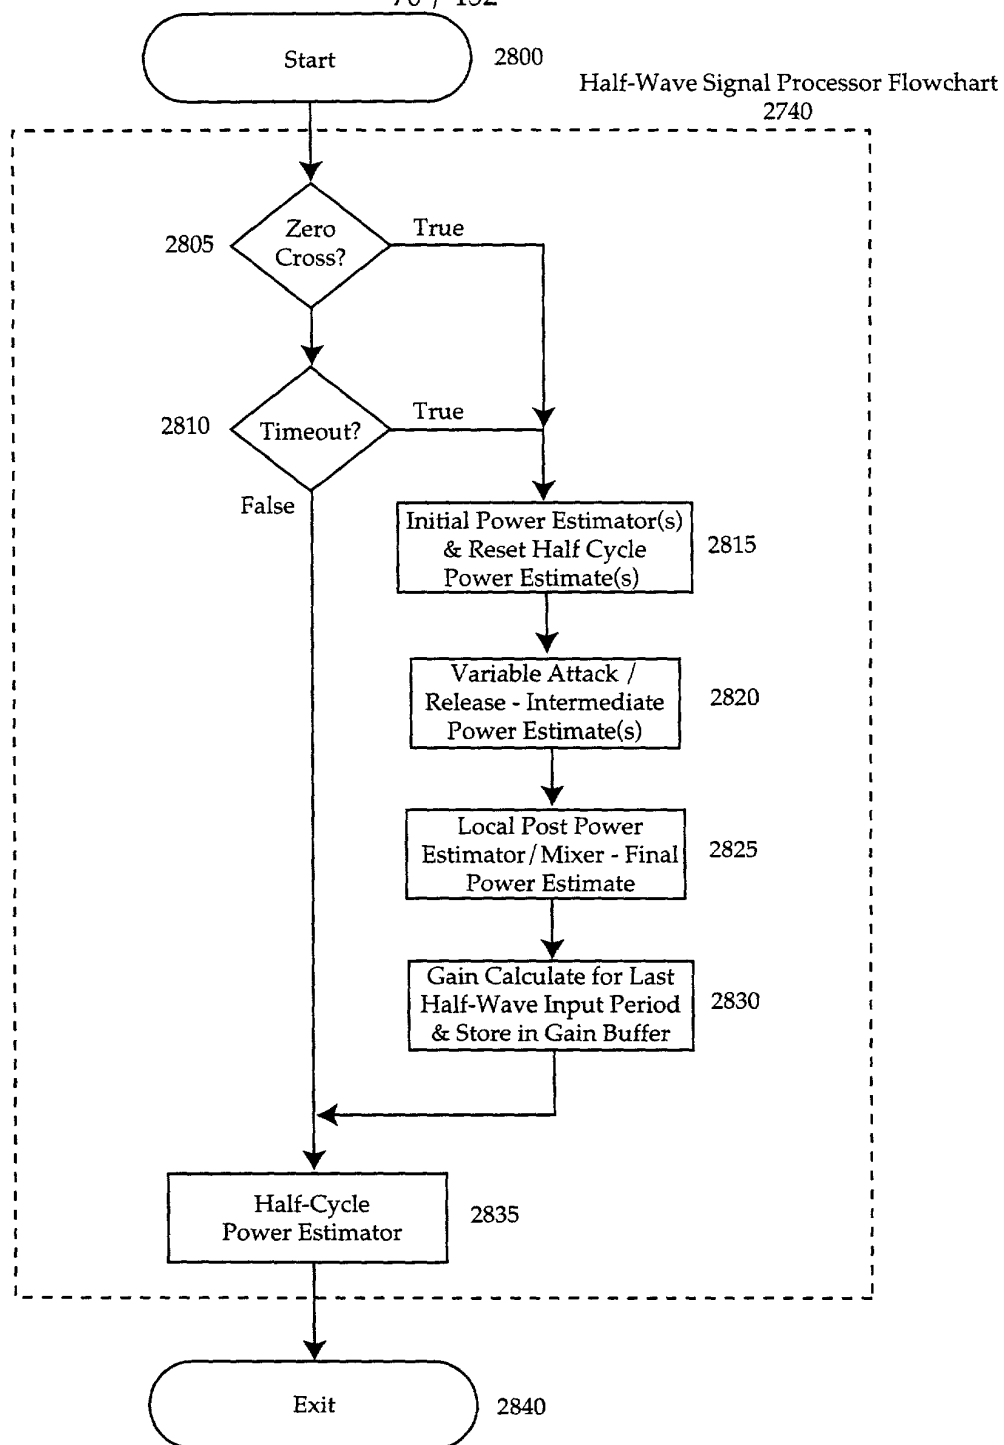 70 / 132
Start
2800
Half-Wave Signal Processor Flowchart
2740
Zero
Cross?
2805
True
Timeout?
2810
True
False
Initial Power Estimator(s)
& Reset Half Cycle
Power Estimate(s)
2815
Variable Attack /
Release - Intermediate
Power Estimate(s)
2820
Local Post Power
Estimator/Mixer - Final
Power Estimate
2825
Gain Calculate for Last
Half-Wave Input Period
& Store in Gain Buffer
2830
Half-Cycle
Power Estimator
2835
Exit
2840